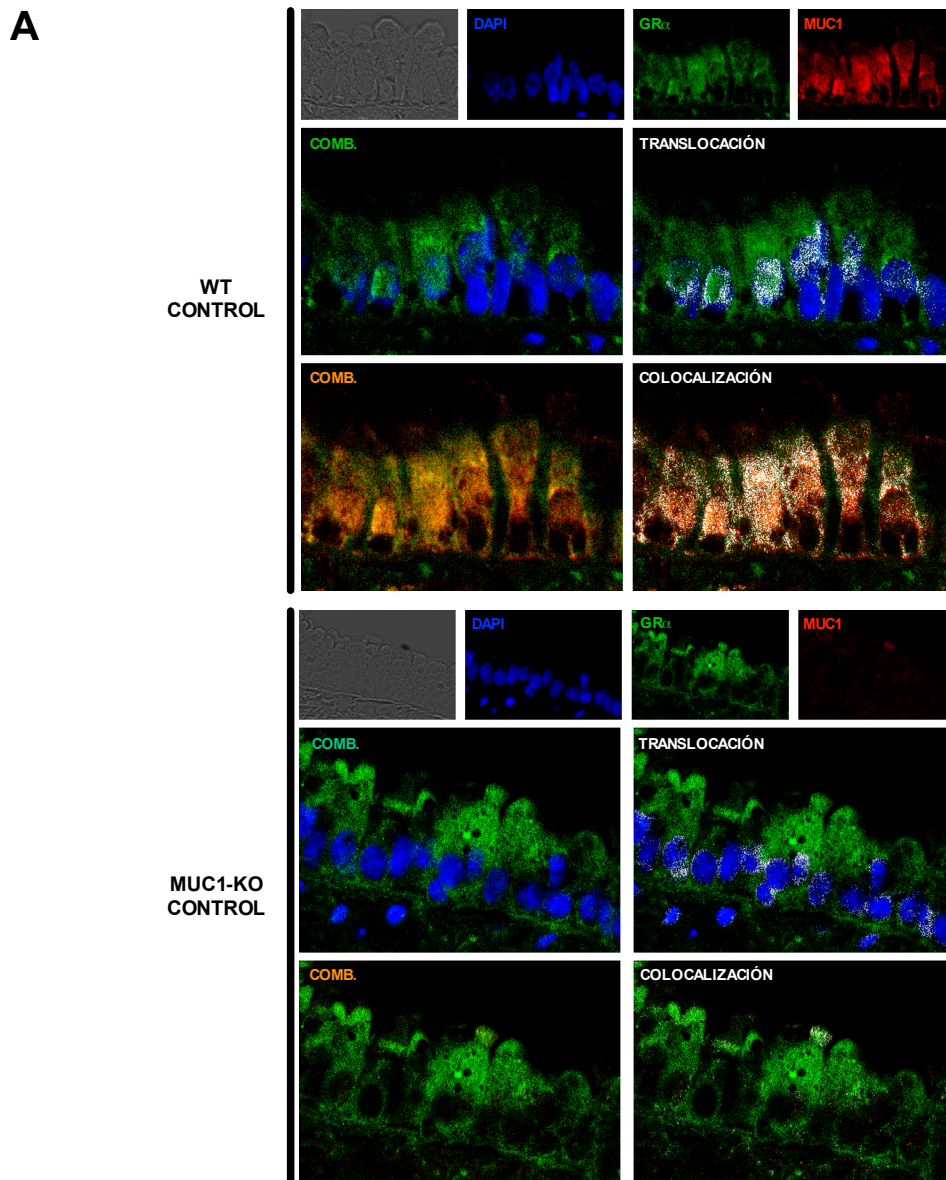 A
DAPI
GRα
MUC1
COMB.
TRANSLOCACIÓN
WT
CONTROL
COMB.
COLOCALIZACIÓN
DAPI
GRα
MUC1
COMB.
TRANSLOCACIÓN
MUC1-KO
CONTROL
COMB.
COLOCALIZACIÓN